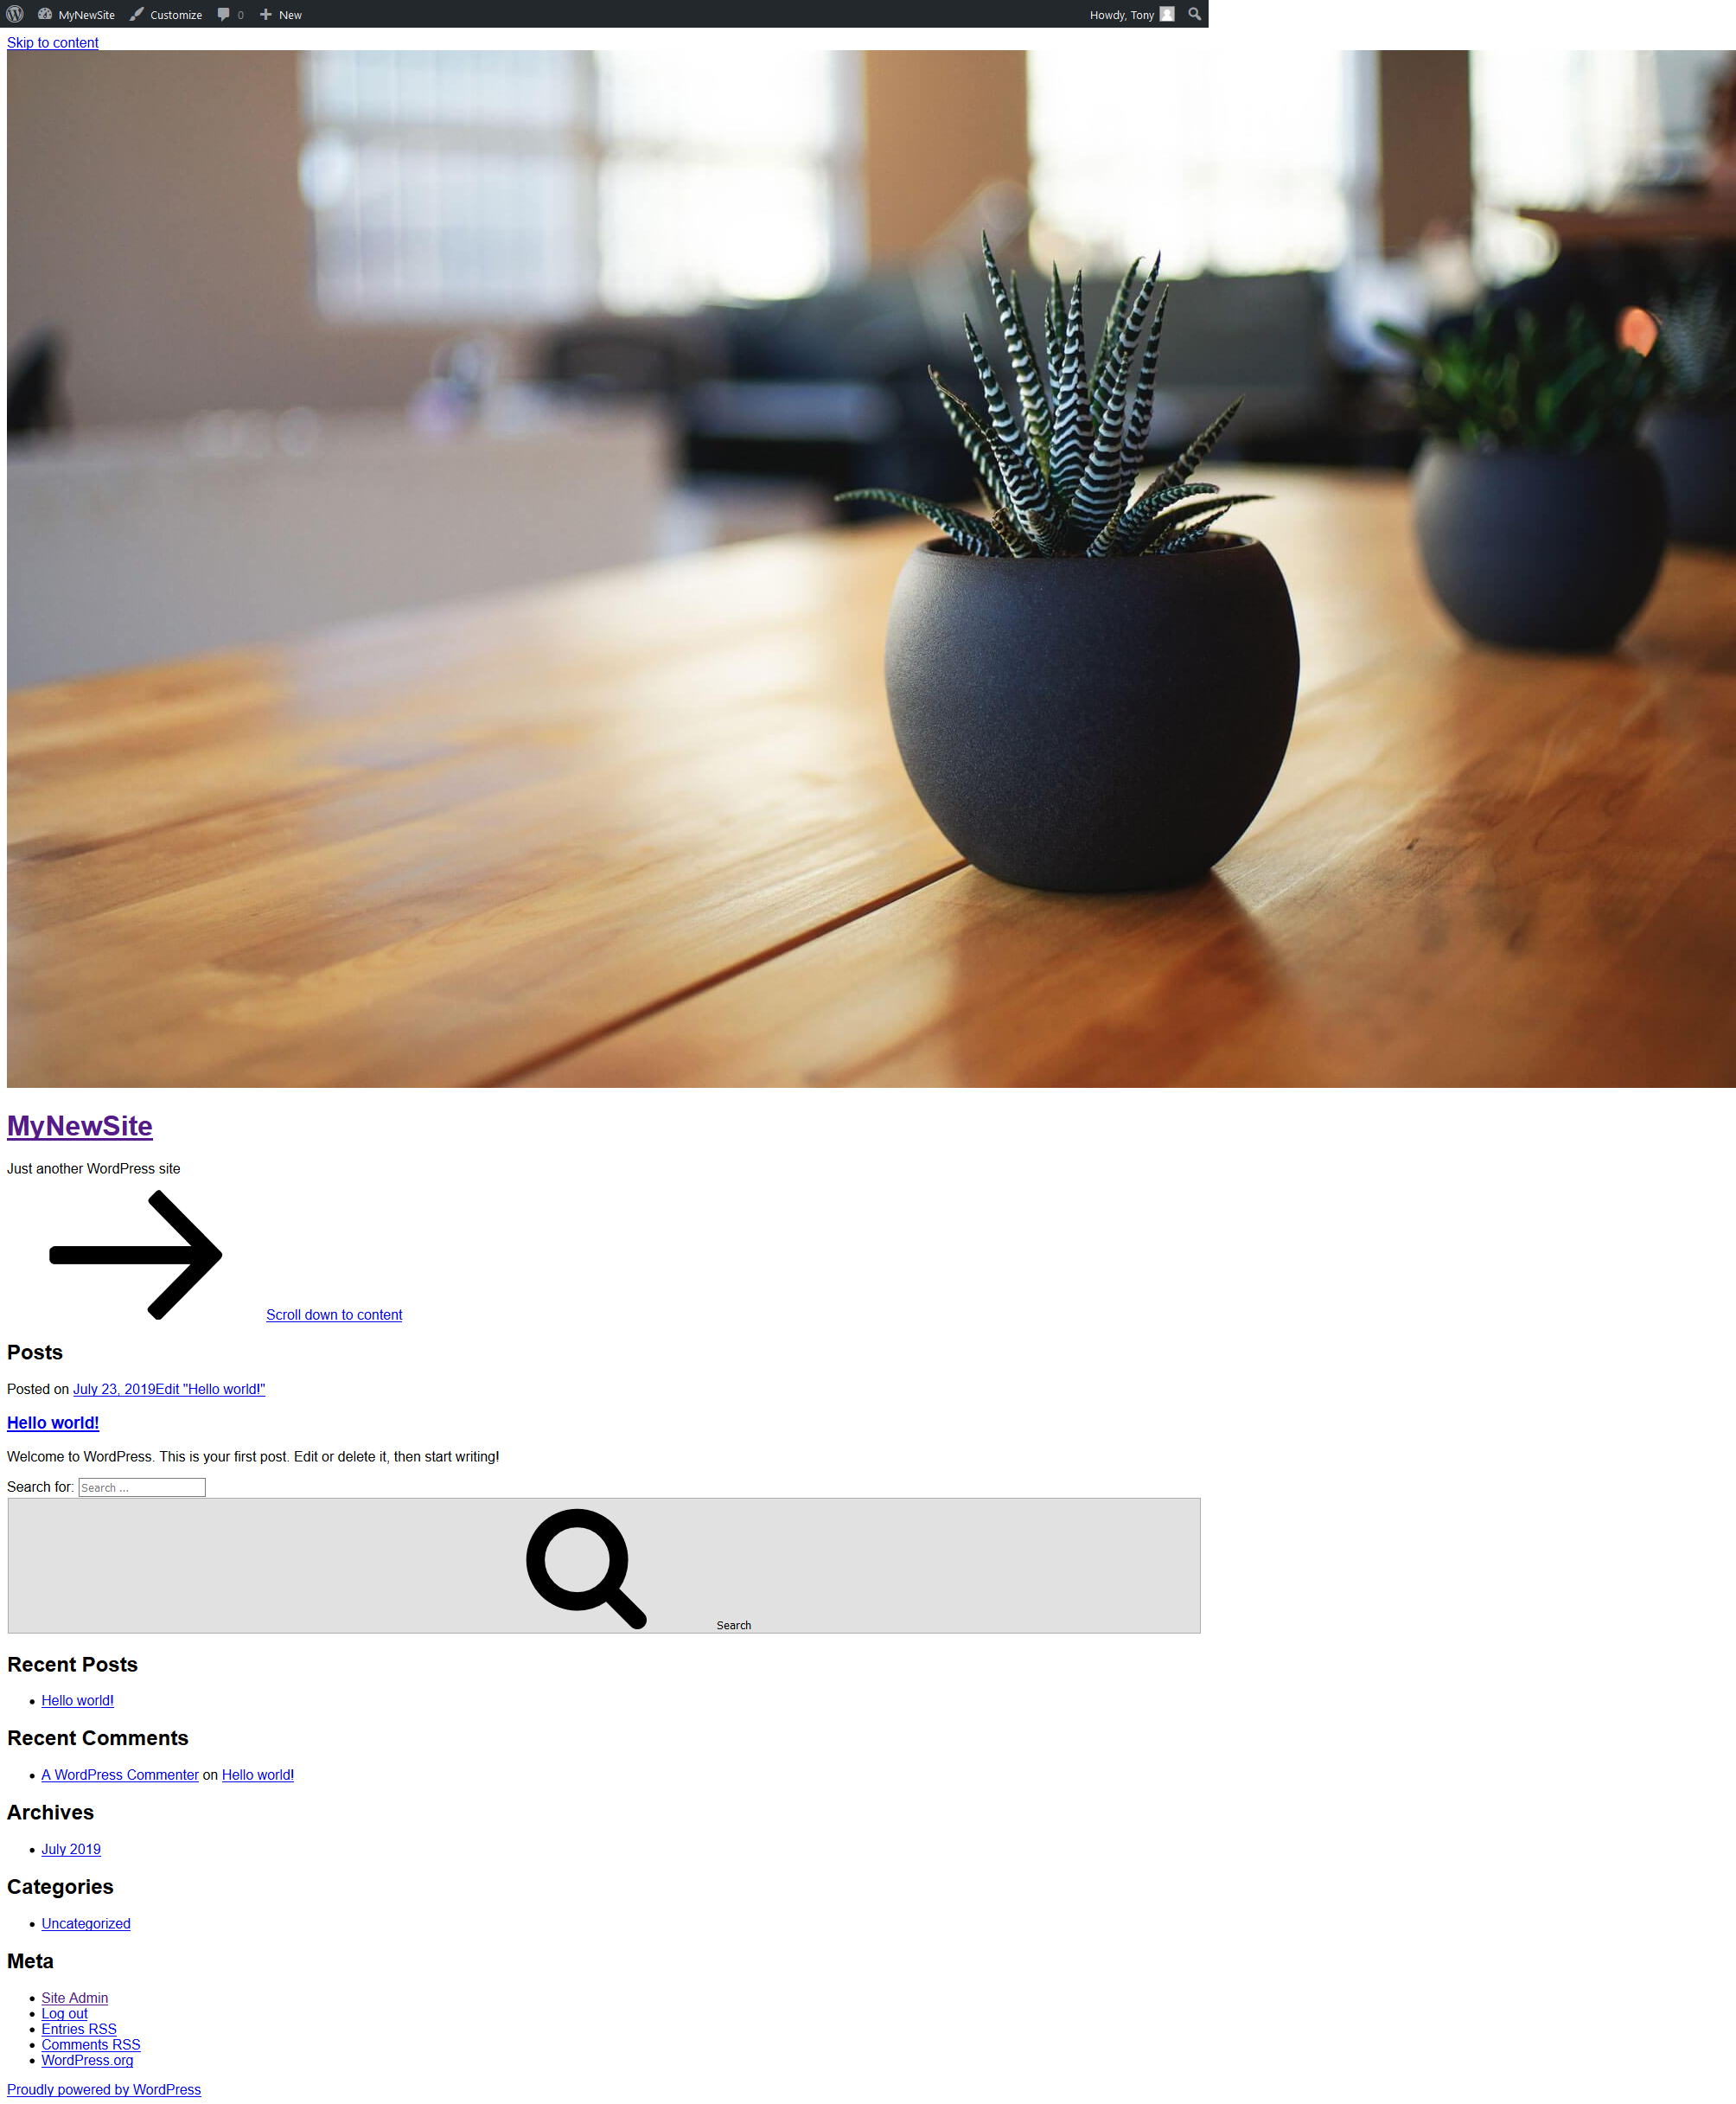 MyNewSite Customize 0 New Howdy, Tony
Skip to content
MyNewSite
Just another WordPress site
Scroll down to content
Posts
Posted on July 23, 2019Edit "Hello world!"
Hello world!
Welcome to WordPress. This is your first post. Edit or delete it, then start writing!
Search for: Search ...
Search
Recent Posts
Hello world!
Recent Comments
A WordPress Commenter on Hello world!
Archives
July 2019
Categories
Uncategorized
Meta
Site Admin
Log out
Entries RSS
Comments RSS
WordPress.org
Proudly powered by WordPress